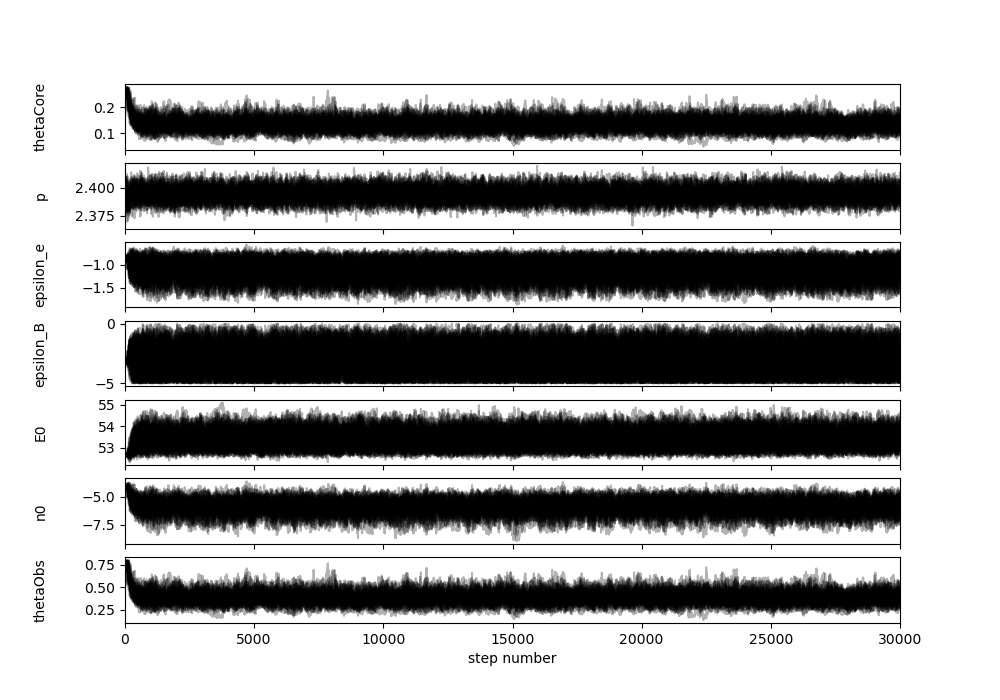 thetaCore
0.2
0.1
p
2.400
2.375
epsilon_e
−1.0
−1.5
epsilon_B
0
−5
E0
55
54
53
n0
−5.0
−7.5
thetaObs
0.75
0.50
0.25
0 5000 10000 15000 20000 25000 30000
step number